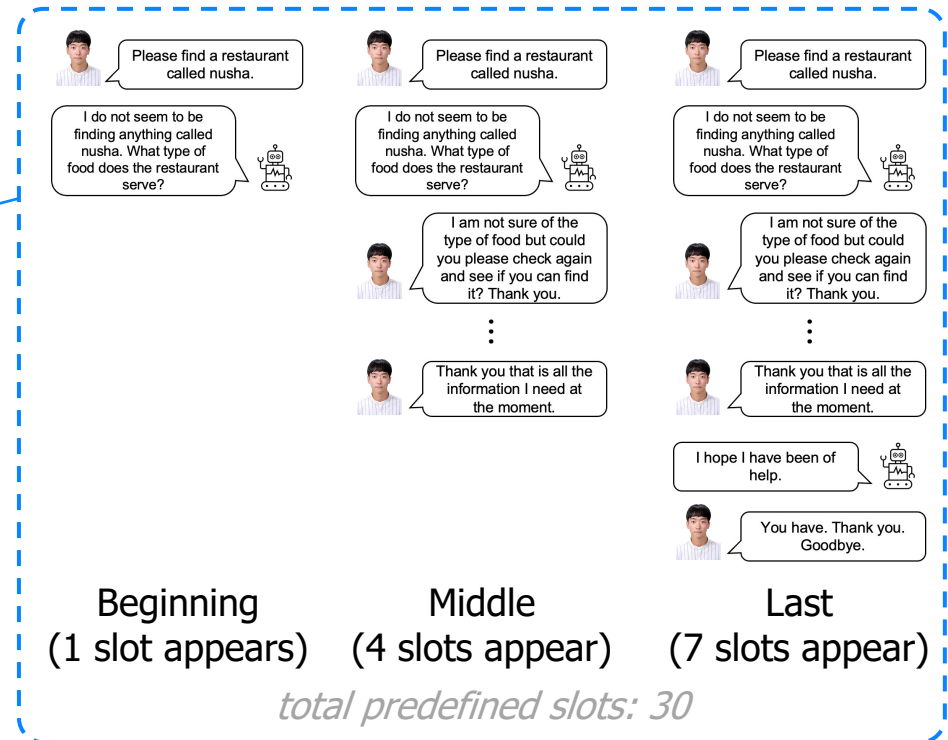 Please find a restaurant
called nusha.
I do not seem to be
finding anything called
nusha. What type of
food does the restaurant
serve?
Beginning
(1 slot appears)
Please find a restaurant
called nusha.
I do not seem to be
finding anything called
nusha. What type of
food does the restaurant
serve?
I am not sure of the
type of food but could
you please check again
and see if you can find
it? Thank you.
Thank you that is all the
information I need at
the moment.
Middle
(4 slots appear)
Please find a restaurant
called nusha.
I do not seem to be
finding anything called
nusha. What type of
food does the restaurant
serve?
I am not sure of the
type of food but could
you please check again
and see if you can find
it? Thank you.
Thank you that is all the
information I need at
the moment.
I hope I have been of
help.
You have. Thank you.
Goodbye.
Last
(7 slots appear)
total predefined slots: 30